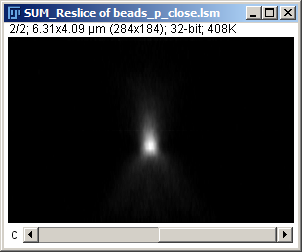 SUM_Reslice of beads_p_close.lsm
2/2; 6.31x4.09 µm (284x184); 32-bit; 408K
c